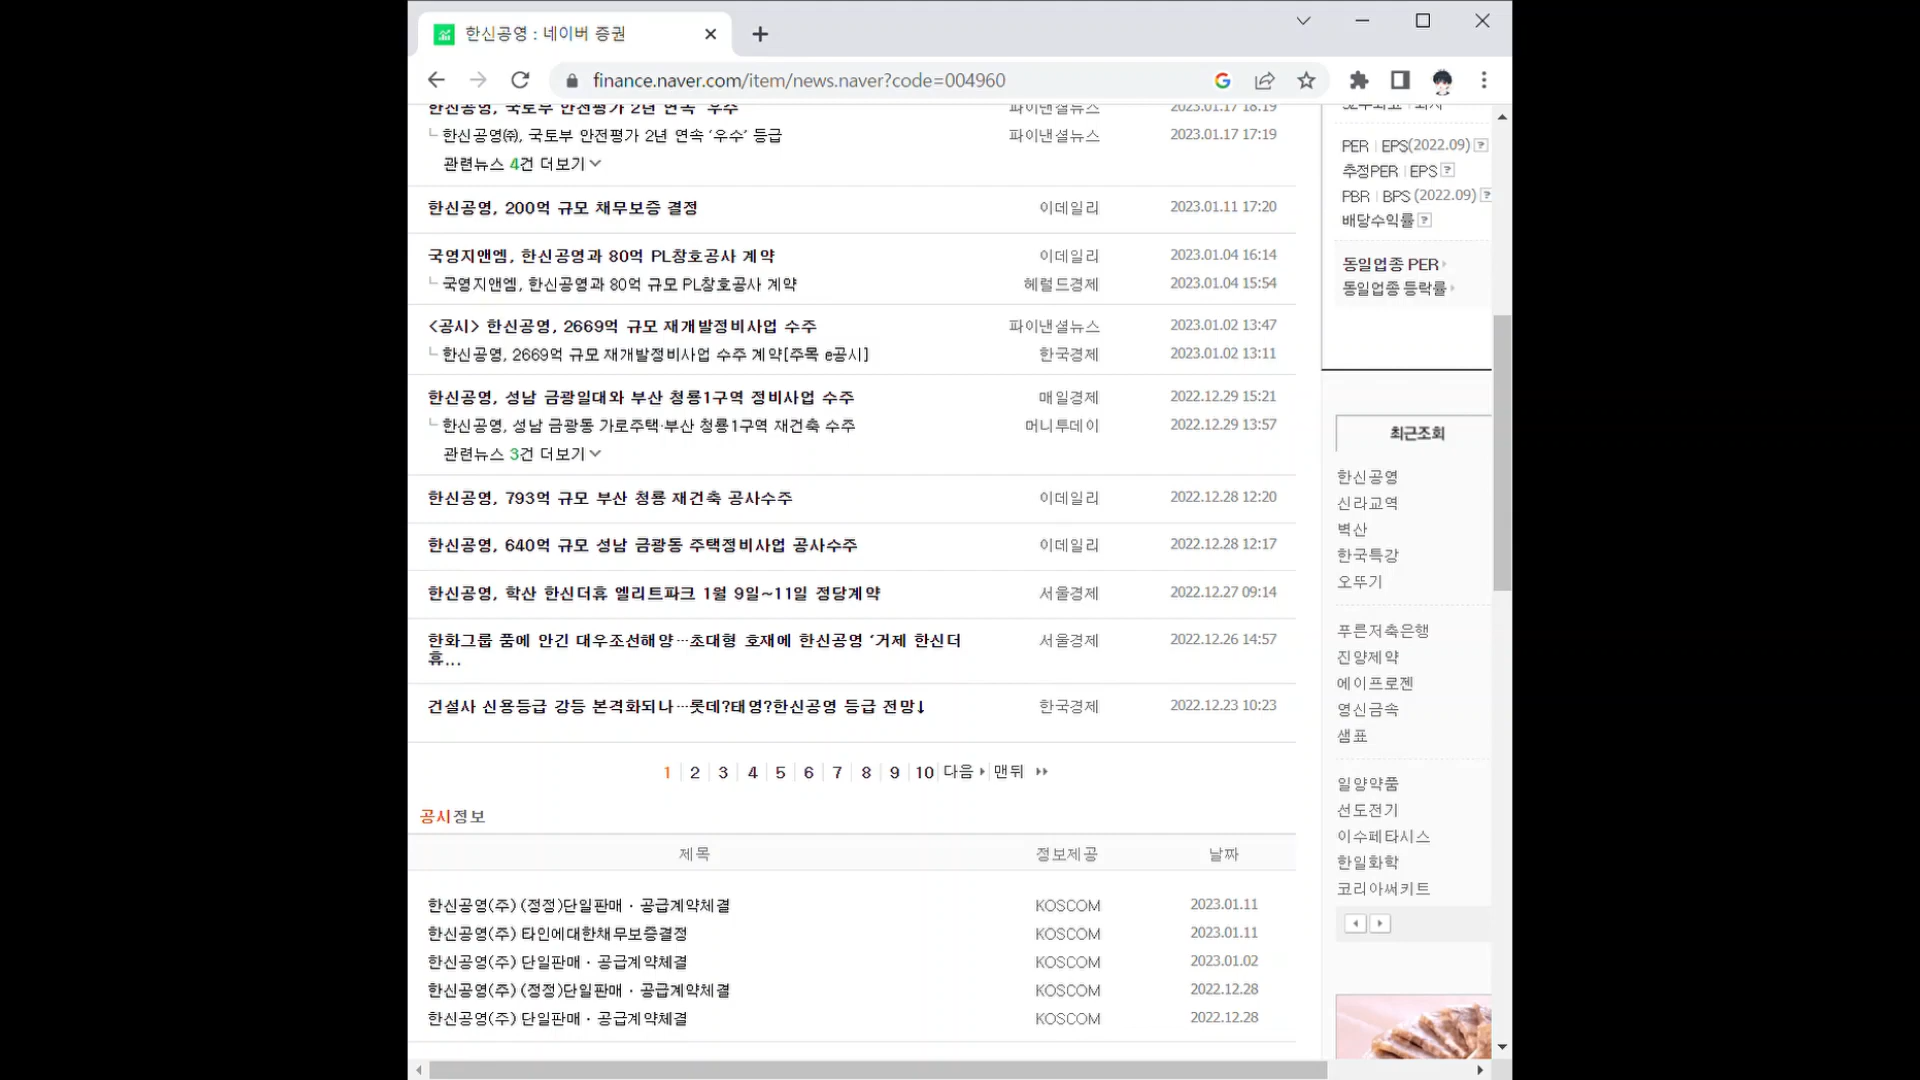 한신공영 : 네이버 증권
finance.naver.com/item/news.naver?code=004960
한신공영, 국토부 안전평가 2년 연속 '우수' 파이낸셜뉴스 2023.01.17 18:19
한신공영㈜, 국토부 안전평가 2년 연속 ‘우수’ 등급 파이낸셜뉴스 2023.01.17 17:19
관련뉴스 4건 더보기
한신공영, 200억 규모 채무보증 결정 이데일리 2023.01.11 17:20
국영지앤엠, 한신공영과 80억 PL창호공사 계약 이데일리 2023.01.04 16:14
국영지앤엠, 한신공영과 80억 규모 PL창호공사 계약 헤럴드경제 2023.01.04 15:54
<공시> 한신공영, 2669억 규모 재개발정비사업 수주 파이낸셜뉴스 2023.01.02 13:47
한신공영, 2669억 규모 재개발정비사업 수주 계약[주목 e공시] 한국경제 2023.01.02 13:11
한신공영, 성남 금광일대와 부산 청룡1구역 정비사업 수주 매일경제 2022.12.29 15:21
한신공영, 성남 금광동 가로주택·부산 청룡1구역 재건축 수주 머니투데이 2022.12.29 13:57
관련뉴스 3건 더보기
한신공영, 793억 규모 부산 청룡 재건축 공사수주 이데일리 2022.12.28 12:20
한신공영, 640억 규모 성남 금광동 주택정비사업 공사수주 이데일리 2022.12.28 12:17
한신공영, 학산 한신더휴 엘리트파크 1월 9일~11일 정당계약 서울경제 2022.12.27 09:14
한화그룹 품에 안긴 대우조선해양…초대형 호재에 한신공영 ‘거제 한신더 서울경제 2022.12.26 14:57
휴...
건설사 신용등급 강등 본격화되나…롯데?태영?한신공영 등급 전망↓ 한국경제 2022.12.23 10:23
1 2 3 4 5 6 7 8 9 10 다음 맨뒤
공시정보
제목 정보제공 날짜
한신공영(주) (정정)단일판매ㆍ공급계약체결 KOSCOM 2023.01.11
한신공영(주) 타인에대한채무보증결정 KOSCOM 2023.01.11
한신공영(주) 단일판매ㆍ공급계약체결 KOSCOM 2023.01.02
한신공영(주) (정정)단일판매ㆍ공급계약체결 KOSCOM 2022.12.28
한신공영(주) 단일판매ㆍ공급계약체결 KOSCOM 2022.12.28
PER | EPS(2022.09) ?
추정PER | EPS ?
PBR | BPS (2022.09) ?
배당수익률 ?
동일업종 PER
동일업종 등락률
최근조회
한신공영
신라교역
벽산
한국특강
오뚜기
푸른저축은행
진양제약
에이프로젠
영신금속
샘표
일양약품
선도전기
이수페타시스
한일화학
코리아써키트